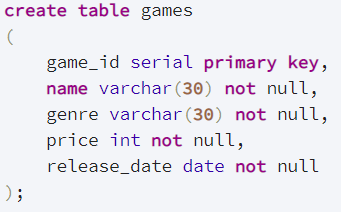 create table games
(
    game_id serial primary key,
    name varchar(30) not null,
    genre varchar(30) not null,
    price int not null,
    release_date date not null
);